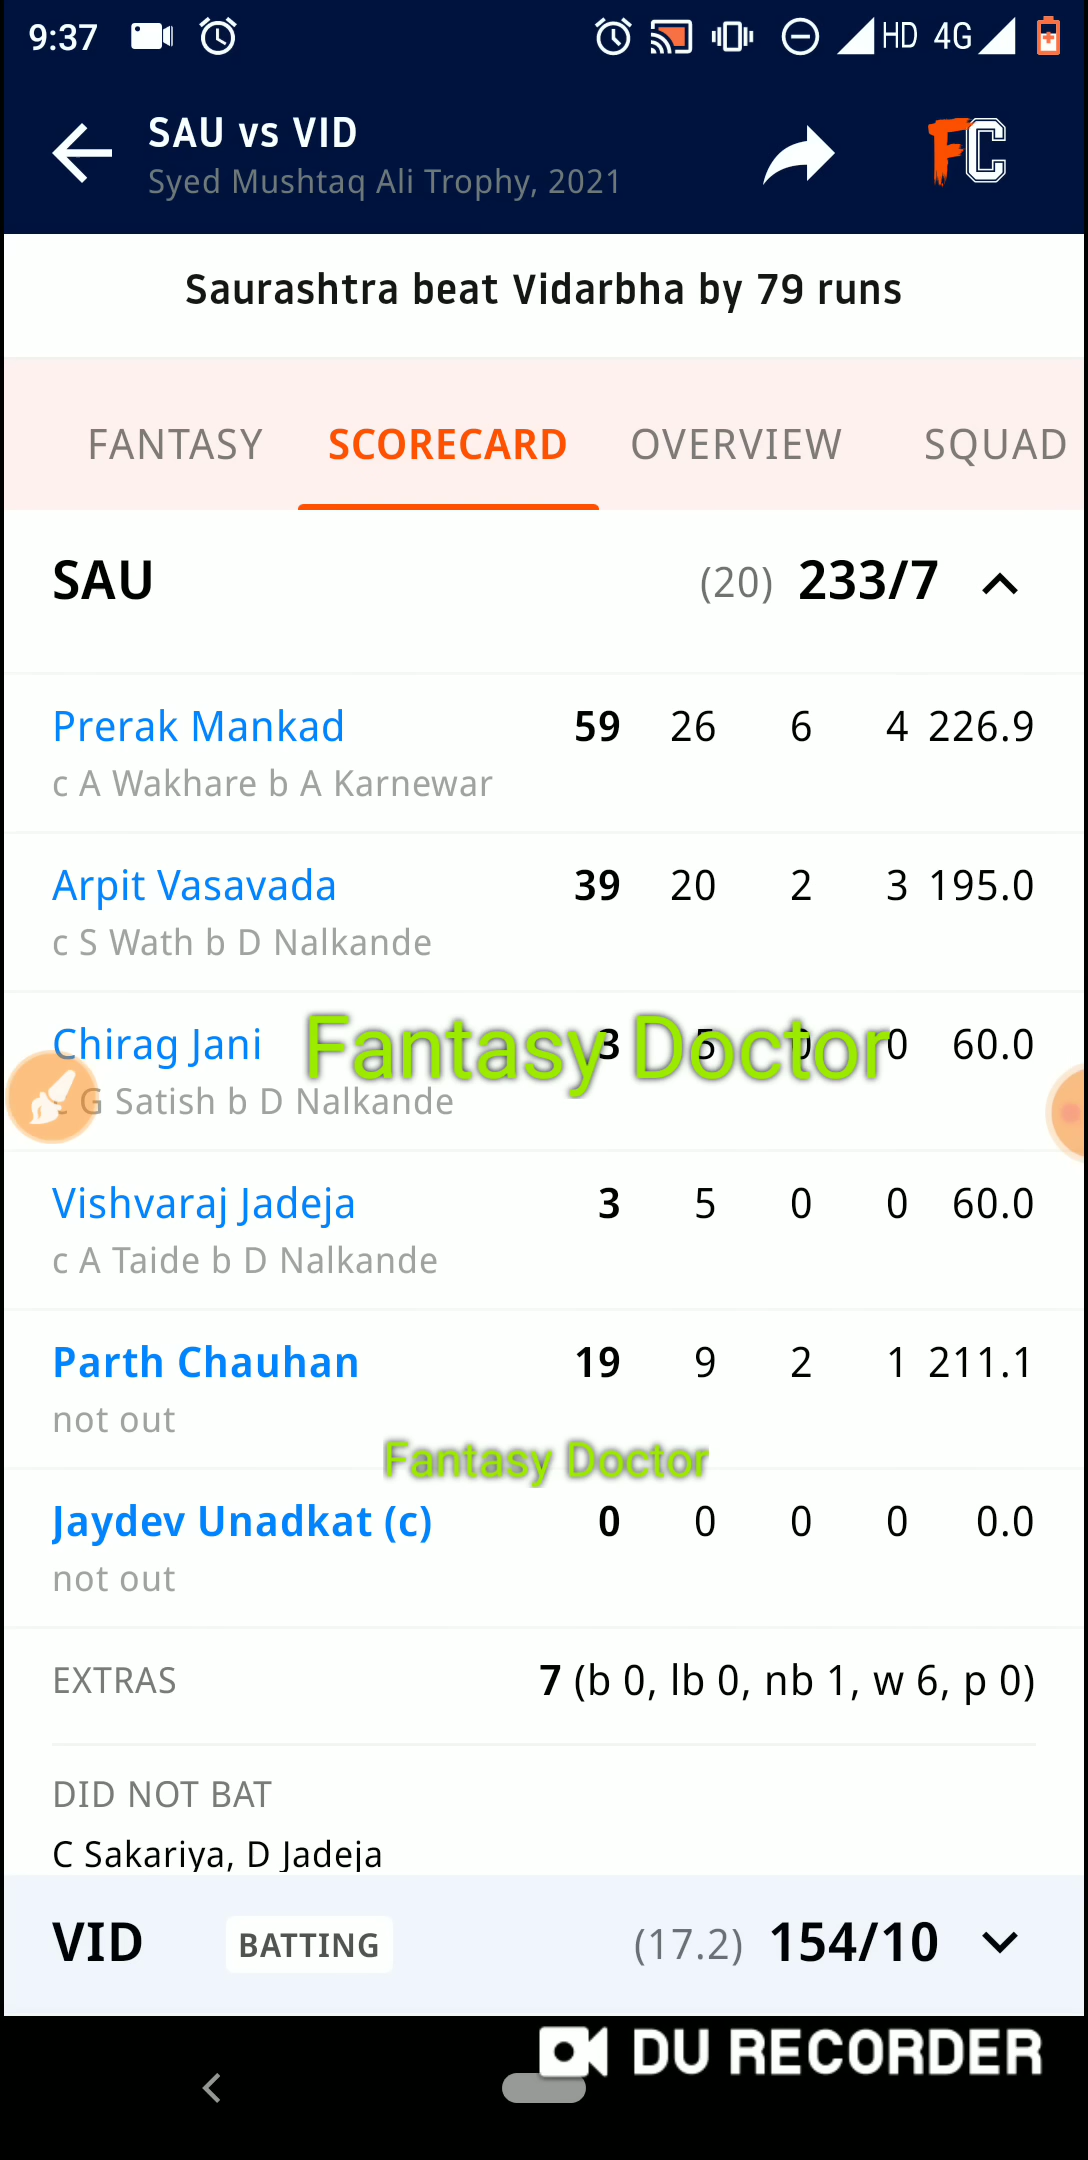 9:37 HD 4G
SAU vs VID
Syed Mushtaq Ali Trophy, 2021
FC
Saurashtra beat Vidarbha by 79 runs
FANTASY SCORECARD OVERVIEW SQUAD
SAU (20) 233/7
Prerak Mankad 59 26 6 4 226.9
c A Wakhare b A Karnewar
Arpit Vasavada 39 20 2 3 195.0
c S Wath b D Nalkande
Chirag Jani 3 5 0 0 60.0
Fantasy Doctor
c G Satish b D Nalkande
Vishvaraj Jadeja 3 5 0 0 60.0
c A Taide b D Nalkande
Parth Chauhan 19 9 2 1 211.1
not out
Fantasy Doctor
Jaydev Unadkat (c) 0 0 0 0 0.0
not out
EXTRAS 7 (b 0, lb 0, nb 1, w 6, p 0)
DID NOT BAT
C Sakariya, D Jadeja
VID BATTING (17.2) 154/10
DU RECORDER